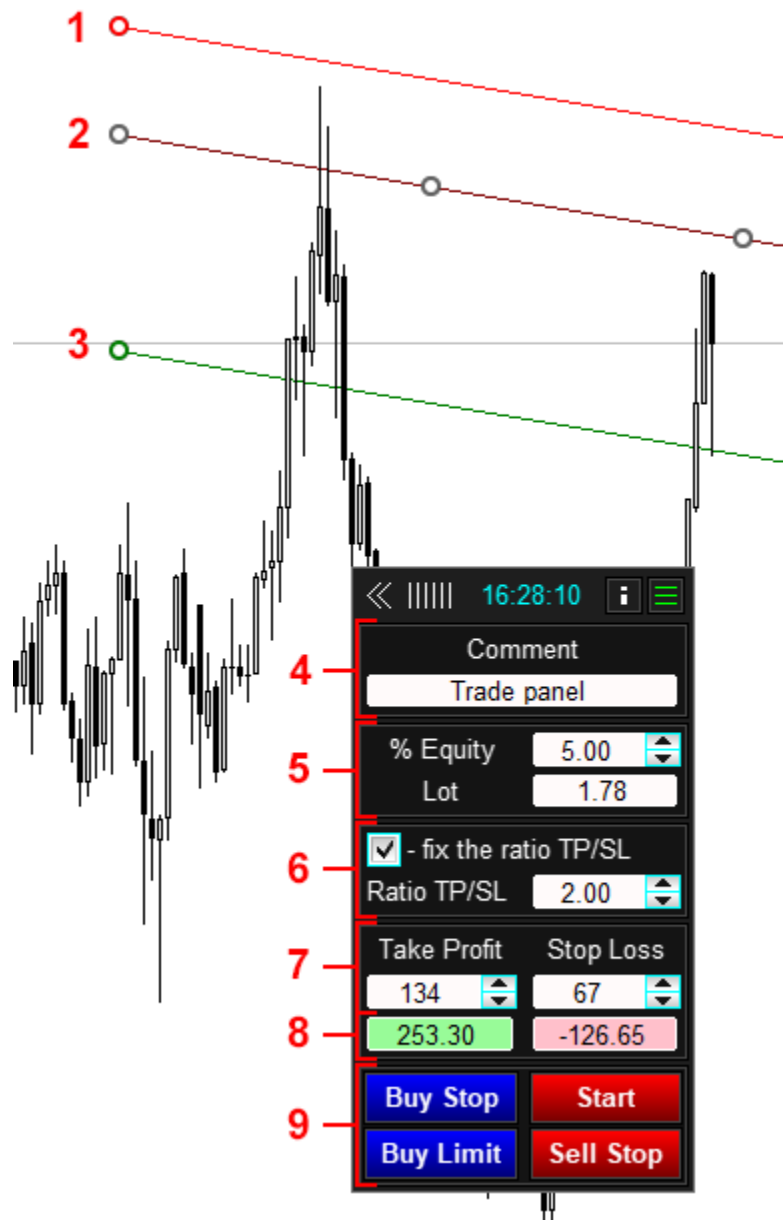 1
2
3
16:28:10 i
4
Comment
Trade panel
5
% Equity 5.00
Lot 1.78
6
- fix the ratio TP/SL
Ratio TP/SL 2.00
7
Take Profit Stop Loss
134 67
8
253.30 -126.65
9
Buy Stop Start
Buy Limit Sell Stop